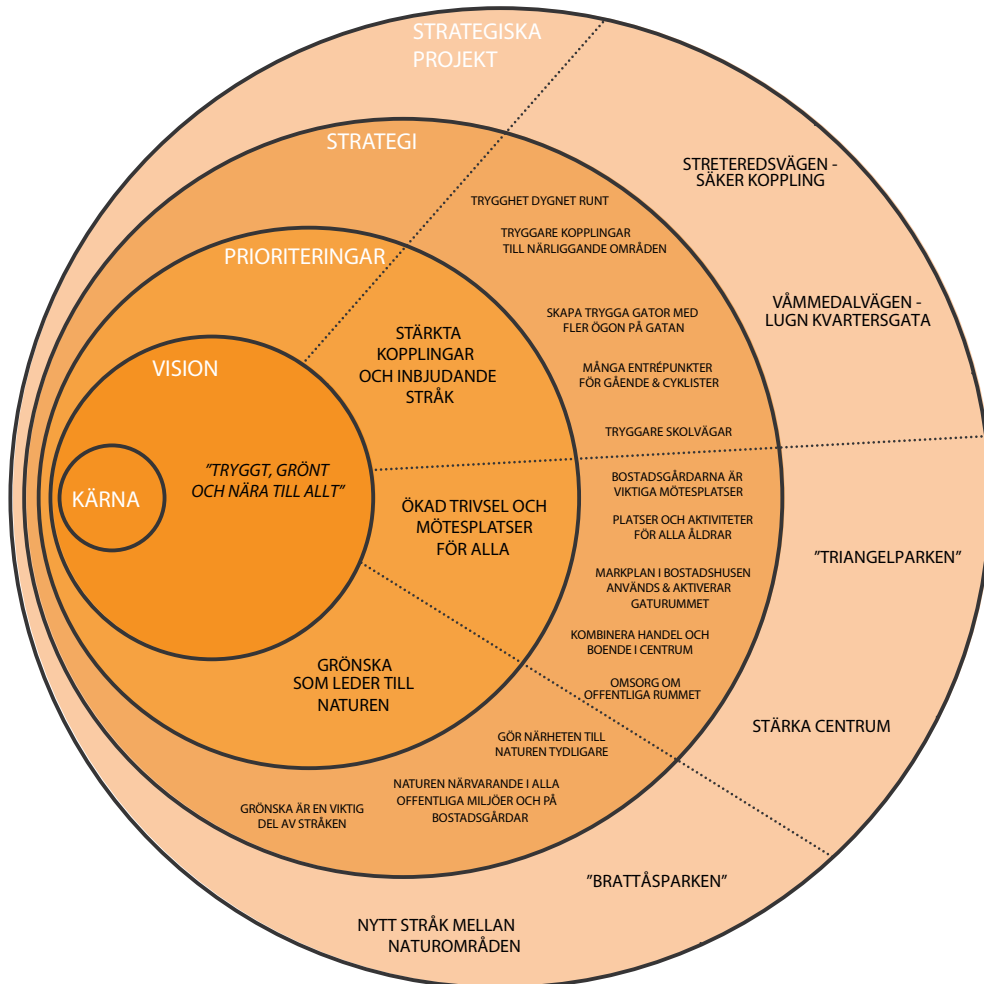 STRATEGISKA
PROJEKT
STRATEGI
PRIORITERINGAR
VISION
KÄRNA
"TRYGGT, GRÖNT
OCH NÄRA TILL ALLT"
STÄRKTA
KOPPLINGAR
OCH INBJUDANDE
STRÅK
ÖKAD TRIVSEL OCH
MÖTESPLATSER
FÖR ALLA
GRÖNSKA
SOM LEDER TILL
NATUREN
TRYGGHET DYGNET RUNT
TRYGGARE KOPPLINGAR
TILL NÄRLIGGANDE OMRÅDEN
SKAPA TRYGGA GATOR MED
FLER ÖGON PÅ GATAN
MÅNGA ENTRÉPUNKTER
FÖR GÅENDE & CYKLISTER
TRYGGARE SKOLVÄGAR
BOSTADSGÅRDARNA ÄR
VIKTIGA MÖTESPLATSER
PLATSER OCH AKTIVITETER
FÖR ALLA ÅLDRAR
MARKPLAN I BOSTADSHUSEN
ANVÄNDS & AKTIVERAR
GATURUMMET
KOMBINERA HANDEL OCH
BOENDE I CENTRUM
OMSORG OM
OFFENTLIGA RUMMET
GÖR NÄRHETEN TILL
NATUREN TYDLIGARE
NATUREN NÄRVARANDE I ALLA
OFFENTLIGA MILJÖER OCH PÅ
BOSTADSGÅRDAR
GRÖNSKA ÄR EN VIKTIG
DEL AV STRÅKEN
STRETEREDSVÄGEN -
SÄKER KOPPLING
VÅMMEDALVÄGEN -
LUGN KVARTERSGATA
"TRIANGELPARKEN"
STÄRKA CENTRUM
"BRATTÅSPARKEN"
NYTT STRÅK MELLAN
NATUROMRÅDEN